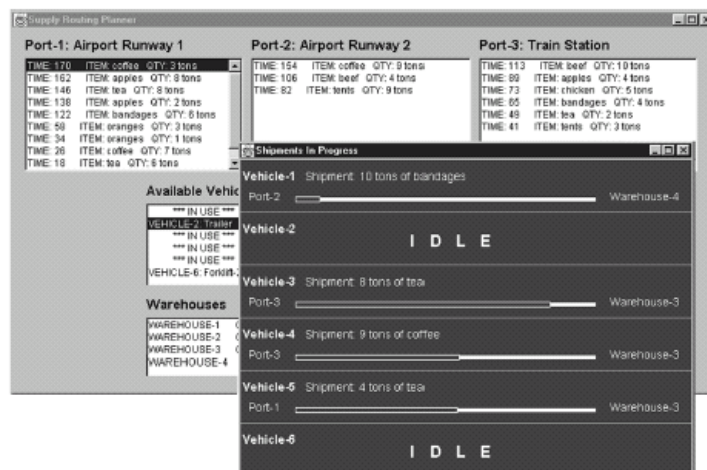 Supply Routing Planner
Port-1: Airport Runway 1
TIME: 170 ITEM: coffee QTY: 3 tons
TIME: 162 ITEM: apples QTY: 8 tons
TIME: 146 ITEM: tea QTY: 8 tons
TIME: 138 ITEM: apples QTY: 2 tons
TIME: 122 ITEM: bandages QTY: 6 tons
TIME: 58 ITEM: oranges QTY: 3 tons
TIME: 34 ITEM: oranges QTY: 1 tons
TIME: 26 ITEM: coffee QTY: 7 tons
TIME: 18 ITEM: tea QTY: 6 tons
Port-2: Airport Runway 2
TIME: 154 ITEM: coffee QTY: 9 tons
TIME: 106 ITEM: beef QTY: 4 tons
TIME: 82 ITEM: tents QTY: 9 tons
Port-3: Train Station
TIME: 113 ITEM: beef QTY: 10 tons
TIME: 89 ITEM: apples QTY: 4 tons
TIME: 73 ITEM: chicken QTY: 5 tons
TIME: 65 ITEM: bandages QTY: 4 tons
TIME: 49 ITEM: tea QTY: 2 tons
TIME: 41 ITEM: tents QTY: 3 tons
Available Vehic
*** IN USE ***
VEHICLE-2: Trailer
*** IN USE ***
*** IN USE ***
*** IN USE ***
VEHICLE-6: Forklift-
Warehouses
WAREHOUSE-1
WAREHOUSE-2
WAREHOUSE-3
WAREHOUSE-4
Shipments In Progress
Vehicle-1 Shipment: 10 tons of bandages
Port-2 Warehouse-4
Vehicle-2
IDLE
Vehicle-3 Shipment: 8 tons of tea
Port-3 Warehouse-3
Vehicle-4 Shipment: 9 tons of coffee
Port-3 Warehouse-3
Vehicle-5 Shipment: 4 tons of tea
Port-1 Warehouse-3
Vehicle-6
IDLE